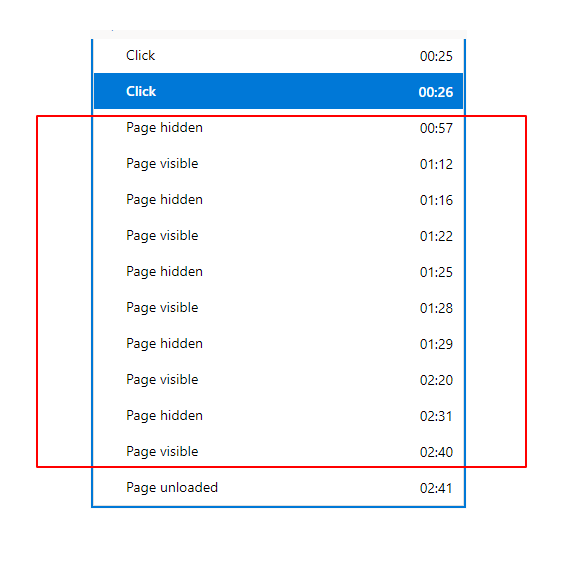 Click 00:25
Click 00:26
Page hidden 00:57
Page visible 01:12
Page hidden 01:16
Page visible 01:22
Page hidden 01:25
Page visible 01:28
Page hidden 01:29
Page visible 02:20
Page hidden 02:31
Page visible 02:40
Page unloaded 02:41